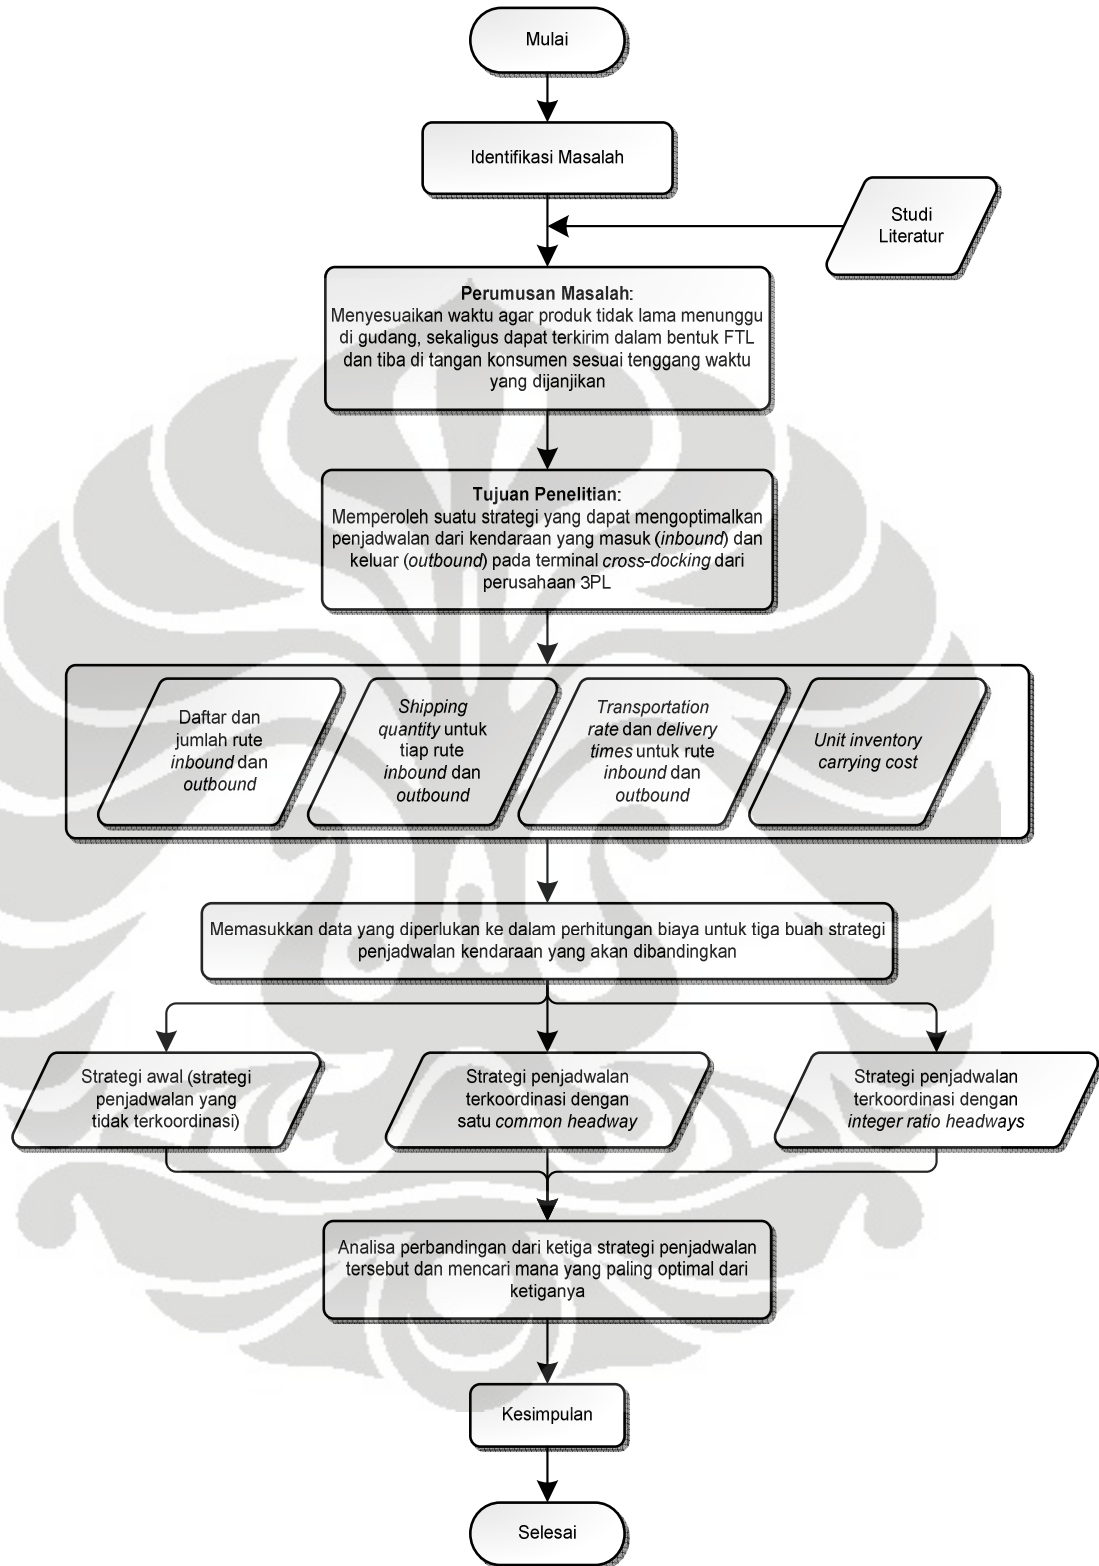 Mulai
Identifikasi Masalah
Studi
Literatur
Perumusan Masalah:
Menyesuaikan waktu agar produk tidak lama menunggu
di gudang, sekaligus dapat terkirim dalam bentuk FTL
dan tiba di tangan konsumen sesuai tenggang waktu
yang dijanjikan
Tujuan Penelitian:
Memperoleh suatu strategi yang dapat mengoptimalkan
penjadwalan dari kendaraan yang masuk (inbound) dan
keluar (outbound) pada terminal cross-docking dari
perusahaan 3PL
Daftar dan
jumlah rute
inbound dan
outbound
Shipping
quantity untuk
tiap rute
inbound dan
outbound
Transportation
rate dan delivery
times untuk rute
inbound dan
outbound
Unit inventory
carrying cost
Memasukkan data yang diperlukan ke dalam perhitungan biaya untuk tiga buah strategi
penjadwalan kendaraan yang akan dibandingkan
Strategi awal (strategi
penjadwalan yang
tidak terkoordinasi)
Strategi penjadwalan
terkoordinasi dengan
satu common headway
Strategi penjadwalan
terkoordinasi dengan
integer ratio headways
Analisa perbandingan dari ketiga strategi penjadwalan
tersebut dan mencari mana yang paling optimal dari
ketiganya
Kesimpulan
Selesai